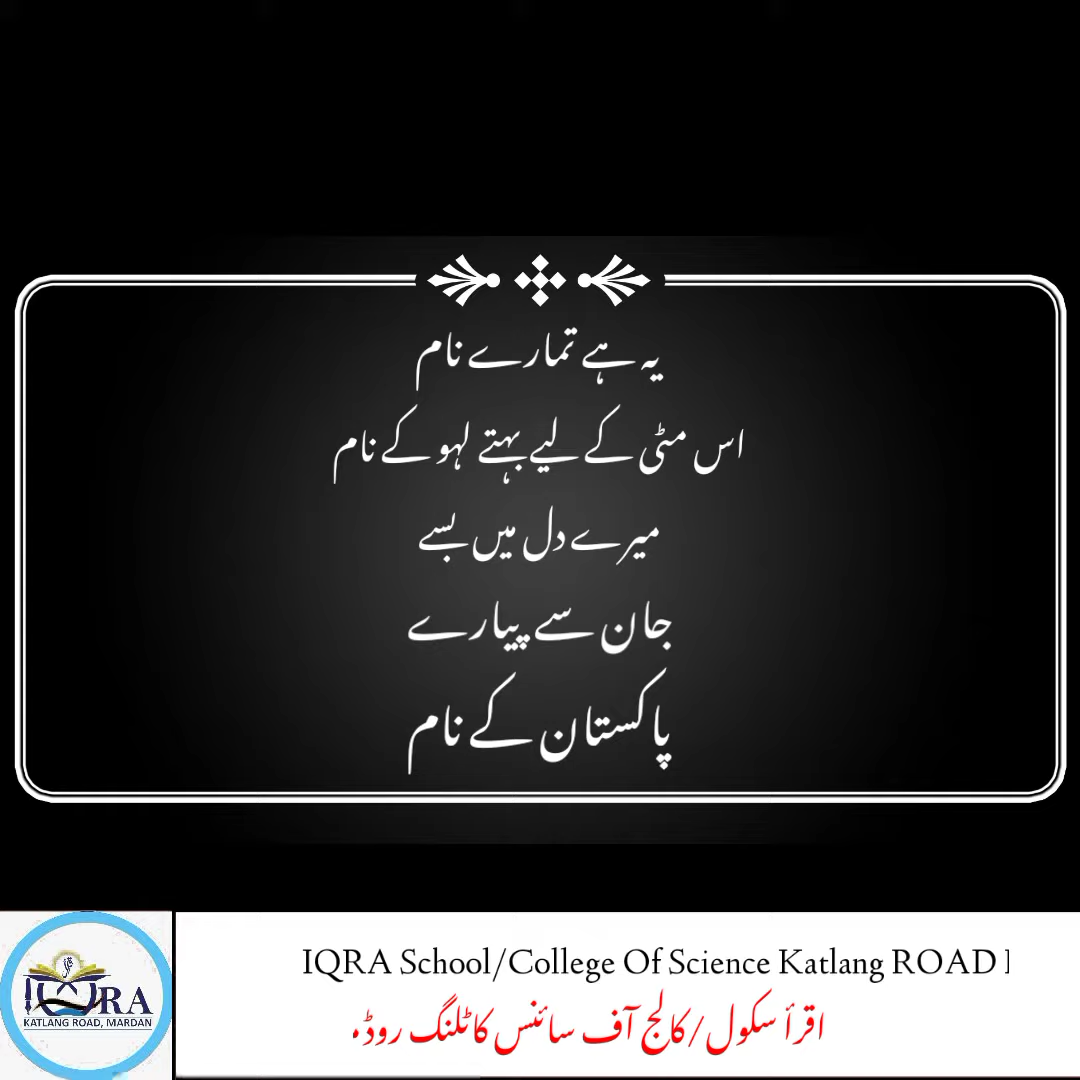 یہ ہے تمارے نام
اس مٹی کے لیے بہتے لہو کے نام
میرے دل میں بسے
جان سے پیارے
پاکستان کے نام
IQRA
KATLANG ROAD, MARDAN
IQRA School/College Of Science Katlang ROAD
اقرأ سکول/کالج آف سائنس کاٹلنگ روڈ،